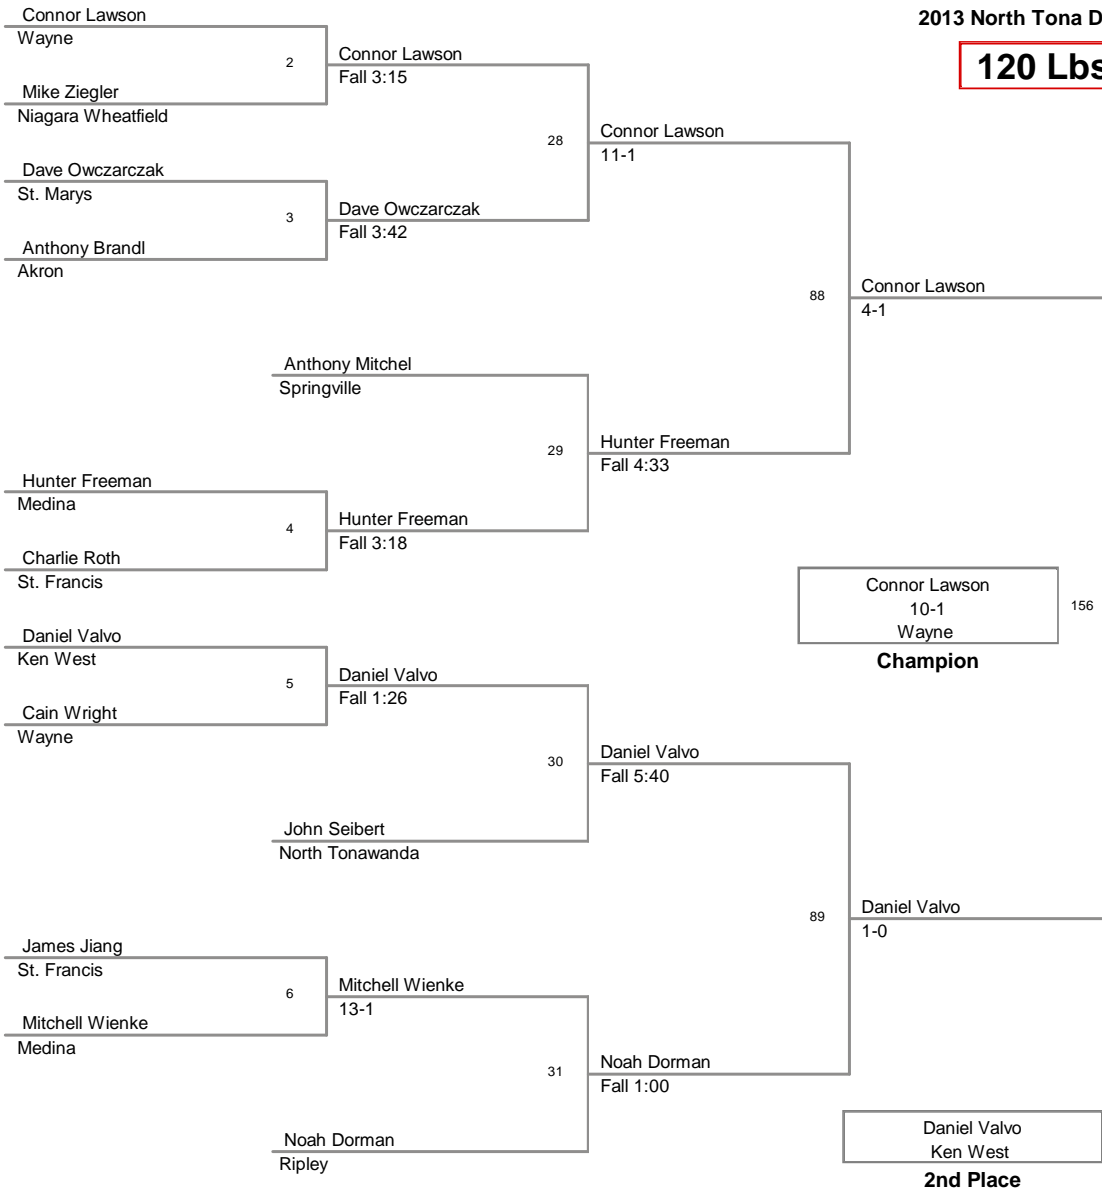 Connor Lawson
Wayne
2
Mike Ziegler
Niagara Wheatfield
Connor Lawson
Fall 3:15
2013 North Tona D
120 Lbs
28
Connor Lawson
11-1
Dave Owczarczak
St. Marys
3
Anthony Brandl
Akron
Dave Owczarczak
Fall 3:42
88
Connor Lawson
4-1
Anthony Mitchel
Springville
29
Hunter Freeman
Fall 4:33
Hunter Freeman
Medina
4
Charlie Roth
St. Francis
Hunter Freeman
Fall 3:18
Connor Lawson
10-1
Wayne
156
Champion
Daniel Valvo
Ken West
5
Cain Wright
Wayne
Daniel Valvo
Fall 1:26
30
Daniel Valvo
Fall 5:40
John Seibert
North Tonawanda
89
Daniel Valvo
1-0
James Jiang
St. Francis
6
Mitchell Wienke
Medina
Mitchell Wienke
13-1
31
Noah Dorman
Fall 1:00
Noah Dorman
Ripley
Daniel Valvo
Ken West
2nd Place